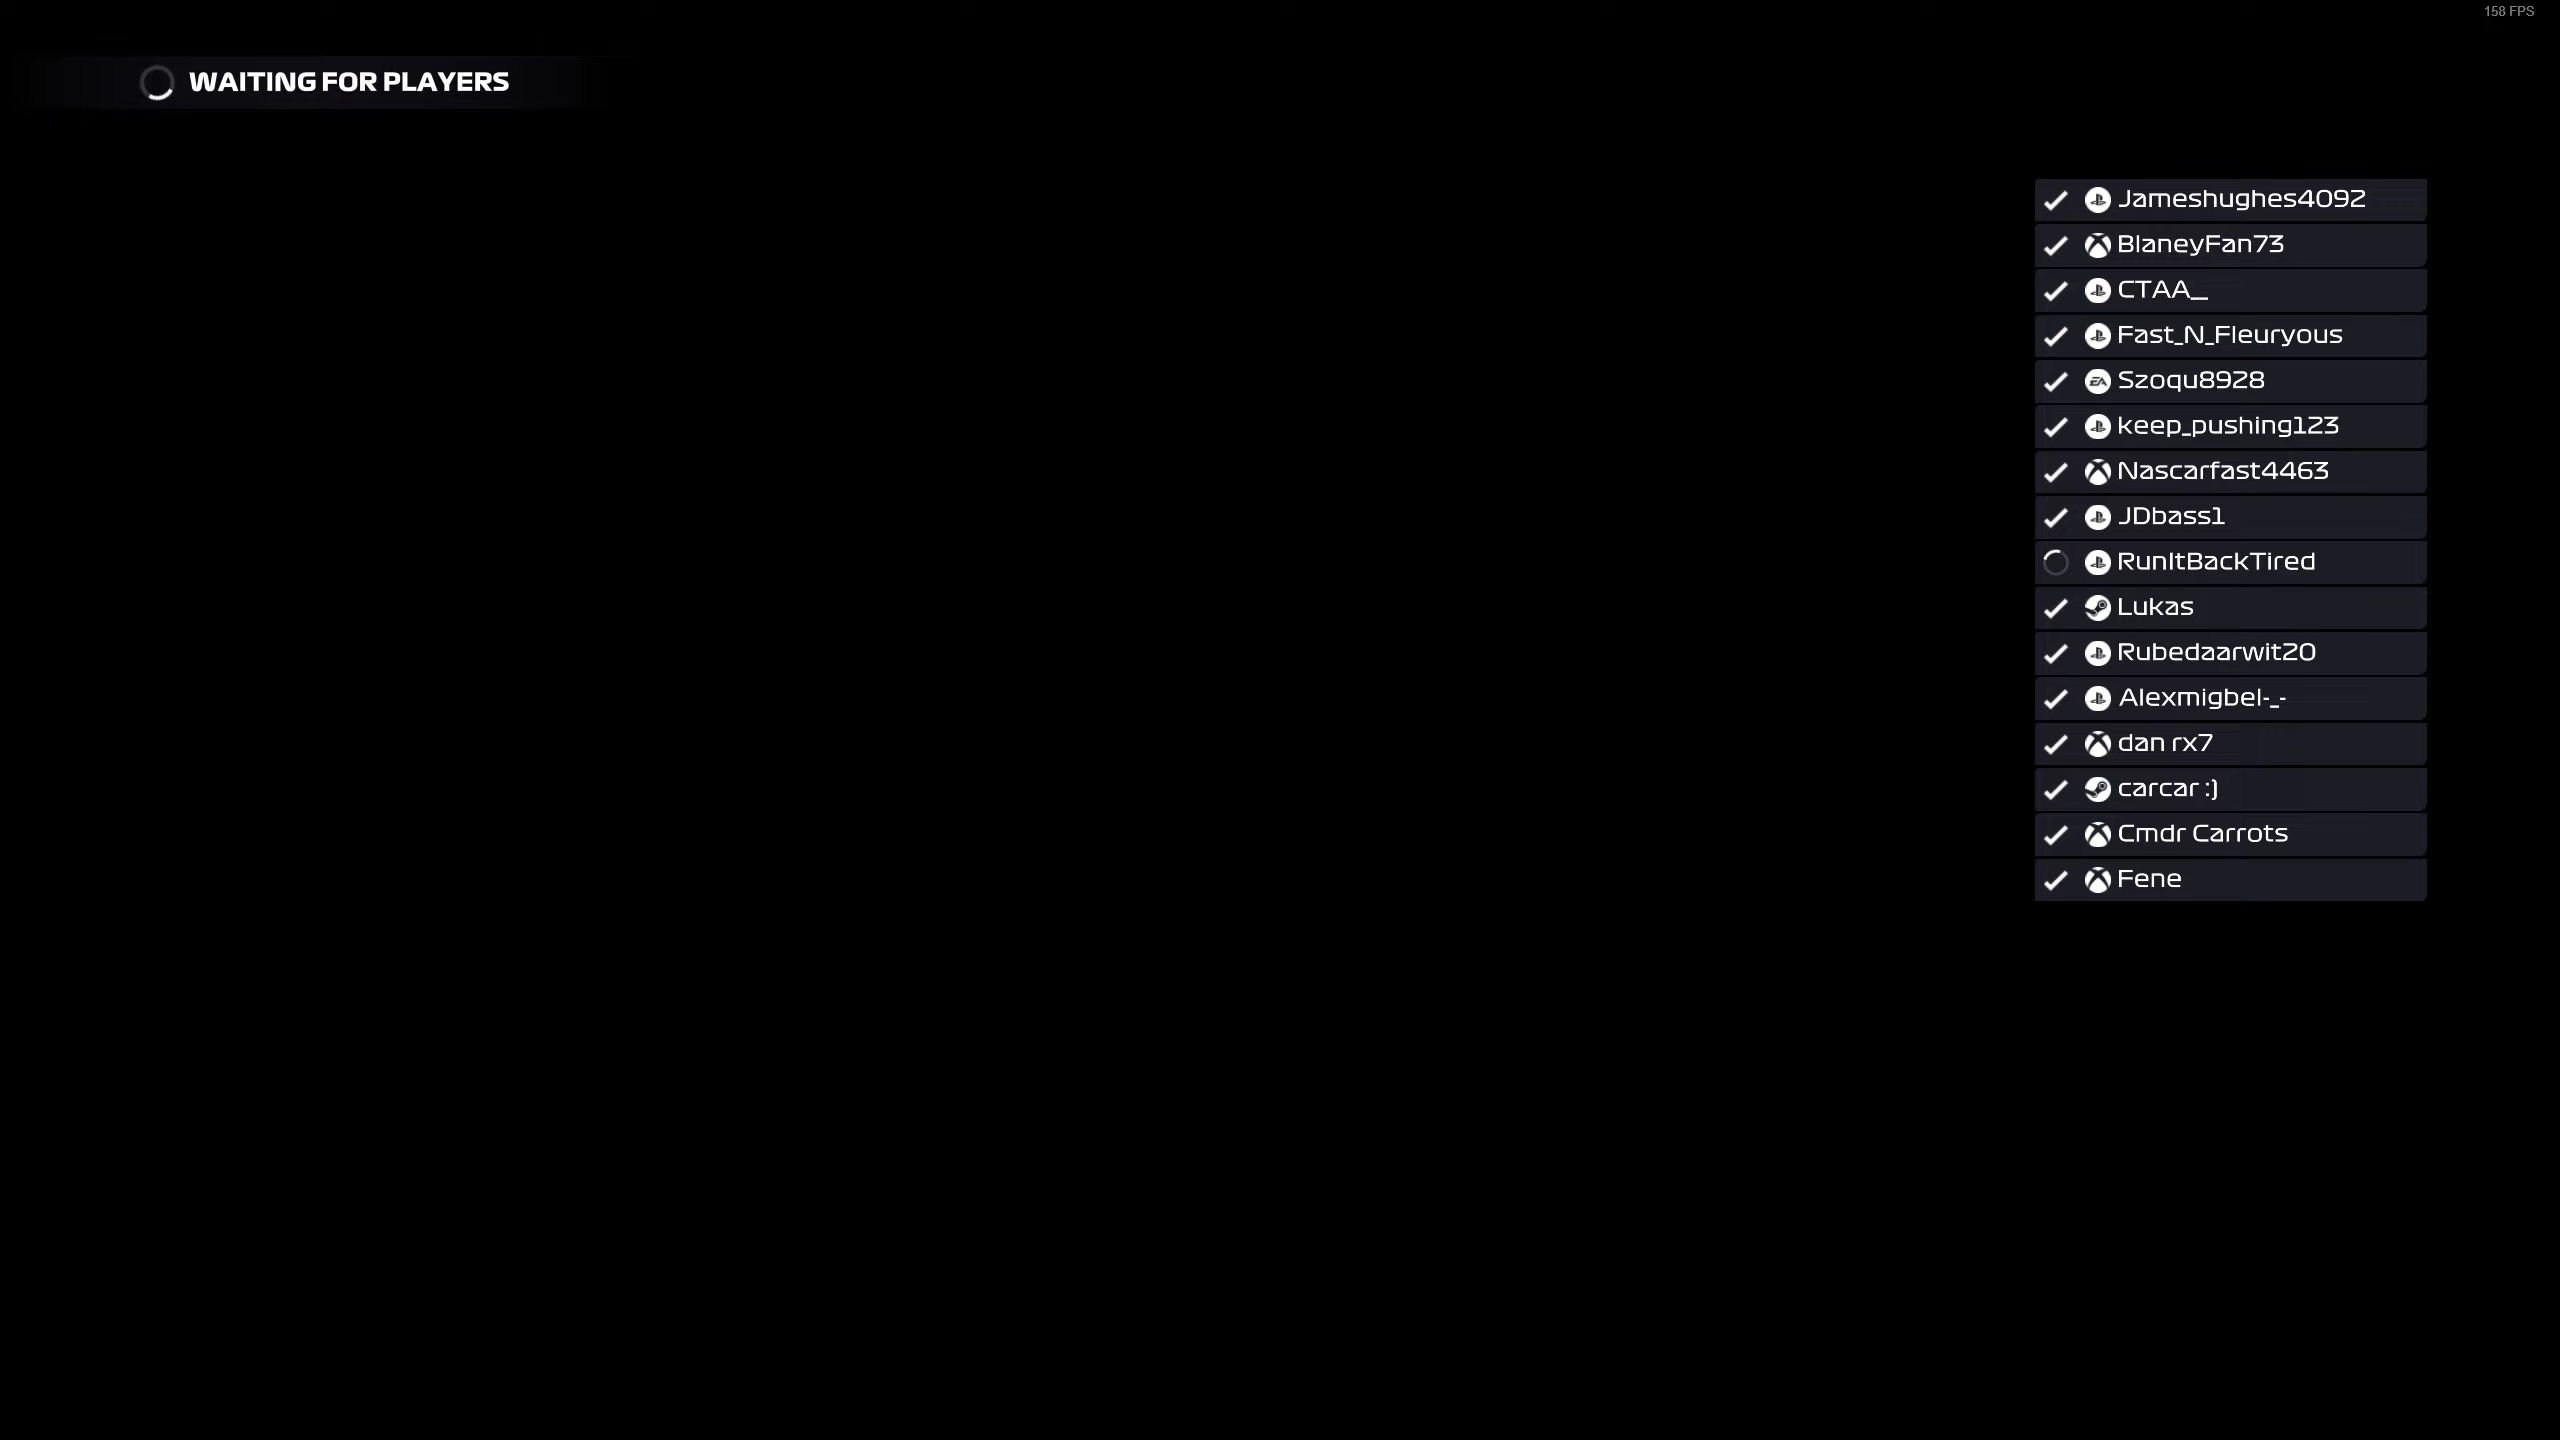 158 FPS
WAITING FOR PLAYERS
Jameshughes4092
BlaneyFan73
CTAA__
Fast_N_Fleuryous
Szoqu8928
keep_pushing123
Nascarfast4463
JDbass1
RunItBackTired
Lukas
Rubedaarwit20
Alexmigbel-_-
dan rx7
carcar :)
Cmdr Carrots
Fene